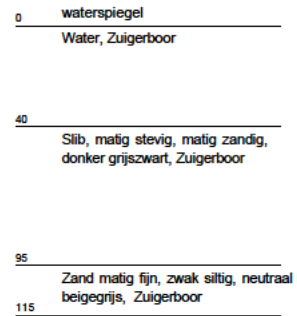 0 waterspiegel
Water, Zuigerboor
40
Slib, matig stevig, matig zandig,
donker grijszwart, Zuigerboor
95
Zand matig fijn, zwak siltig, neutraal
beigegrijs, Zuigerboor
115